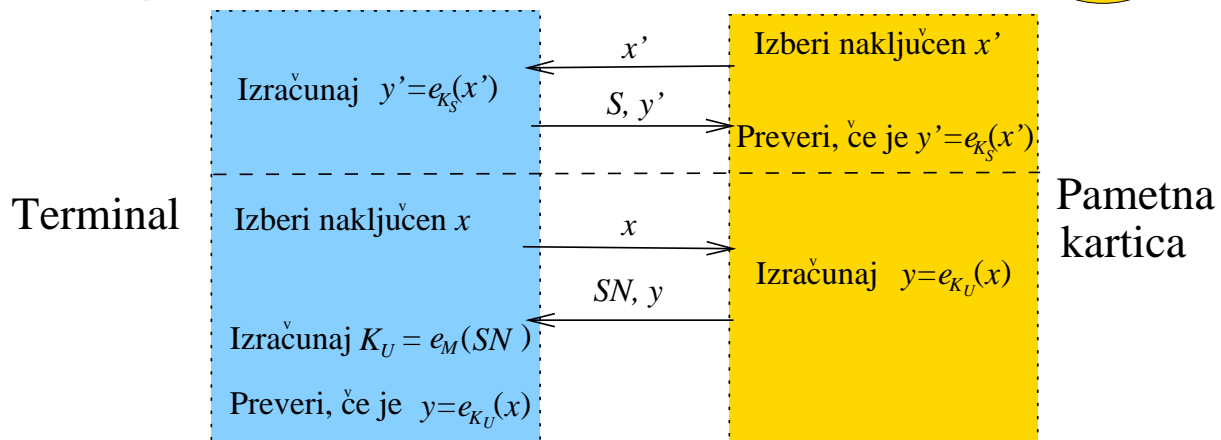 x’
Izberi naključen x’
Izračunaj y’=e_{K_S}(x’)
S, y’
Preveri, če je y’=e_{K_S}(x’)
Terminal
Pametna
kartica
Izberi naključen x
x
Izračunaj y=e_{K_U}(x)
SN, y
Izračunaj K_U = e_M(SN)
Preveri, če je y=e_{K_U}(x)